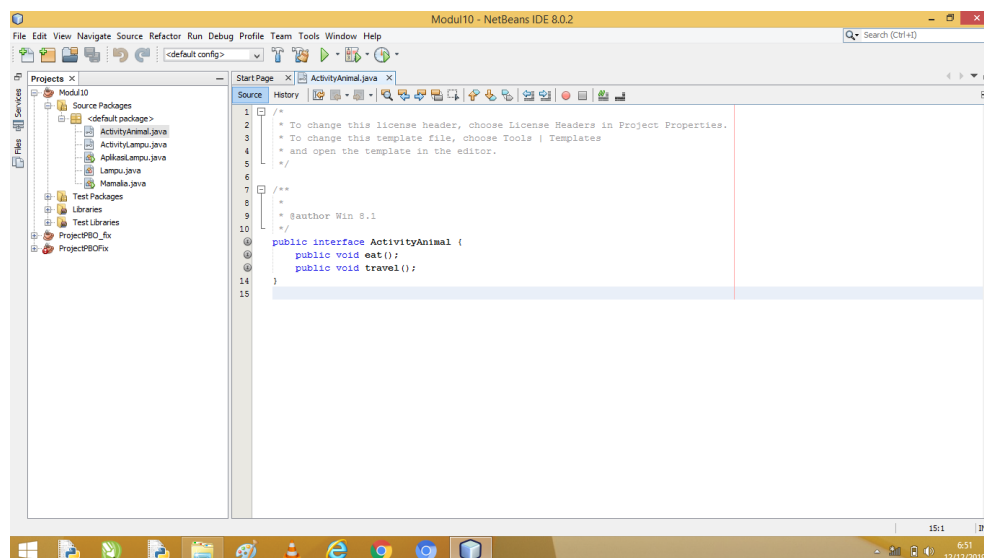 Modul10 - NetBeans IDE 8.0.2
File Edit View Navigate Source Refactor Run Debug Profile Team Tools Window Help
Search (Ctrl+I)
<default config>
Projects
Services
Files
Modul10
Source Packages
<default package>
ActivityAnimal.java
ActivityLampu.java
AplikasiLampu.java
Lampu.java
Mamalia.java
Test Packages
Libraries
Test Libraries
ProjectPBO_fix
ProjectPBOFix
Start Page
ActivityAnimal.java
Source History
1 /*
2 * To change this license header, choose License Headers in Project Properties.
3 * To change this template file, choose Tools | Templates
4 * and open the template in the editor.
5 */
6
7 /**
8 *
9 * @author Win 8.1
10 */
public interface ActivityAnimal {
public void eat();
public void travel();
14 }
15
15:1
6:51